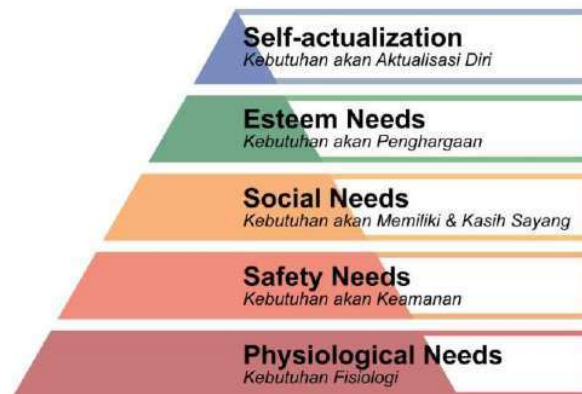 Self-actualization
Kebutuhan akan Aktualisasi Diri
Esteem Needs
Kebutuhan akan Penghargaan
Social Needs
Kebutuhan akan Memiliki & Kasih Sayang
Safety Needs
Kebutuhan akan Keamanan
Physiological Needs
Kebutuhan Fisiologi